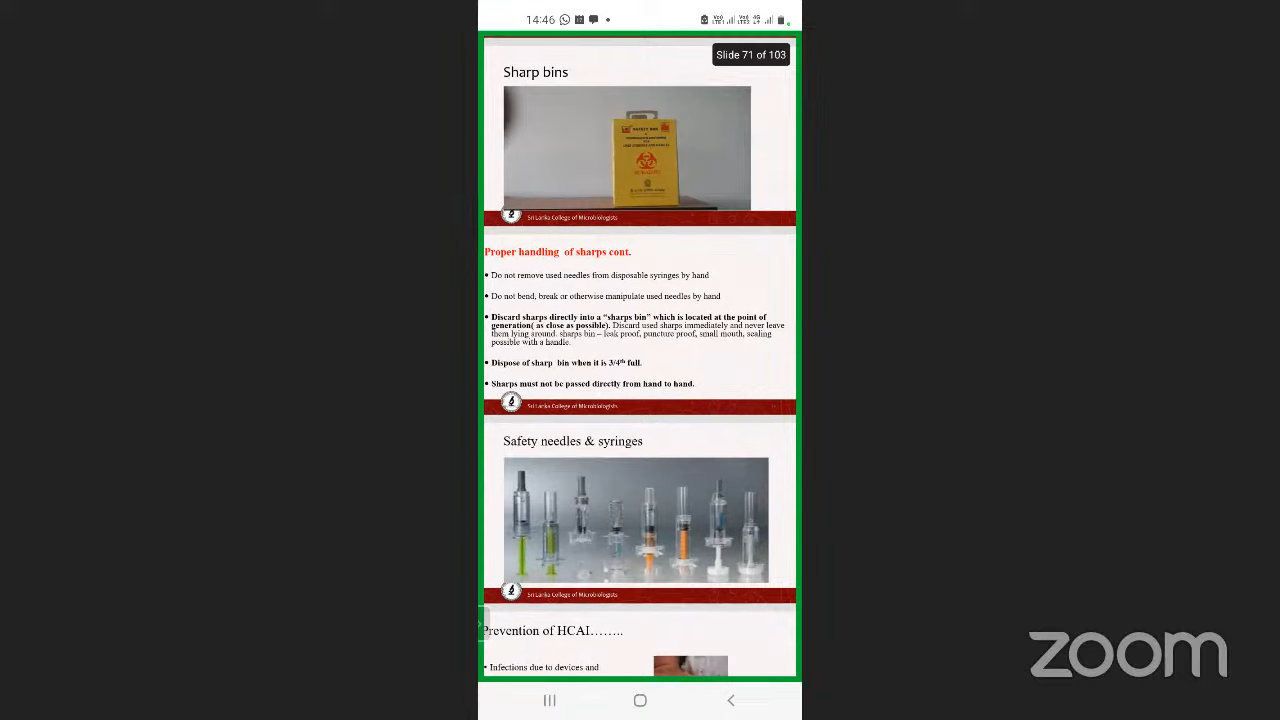 14:46
Slide 71 of 103
Sharp bins
SAFETY BOX
Sri Lanka College of Microbiologists
Proper handling of sharps cont.
• Do not remove used needles from disposable syringes by hand
• Do not bend, break or otherwise manipulate used needles by hand
• Discard sharps directly into a “sharps bin” which is located at the point of
generation( as close as possible). Discard used sharps immediately and never leave
them lying around. sharps bin – leak proof, puncture proof, small mouth, sealing
possible with a handle.
• Dispose of sharp bin when it is 3/4th full.
• Sharps must not be passed directly from hand to hand.
Sri Lanka College of Microbiologists
Safety needles & syringes
Sri Lanka College of Microbiologists
Prevention of HCAI……..
• Infections due to devices and
zoom